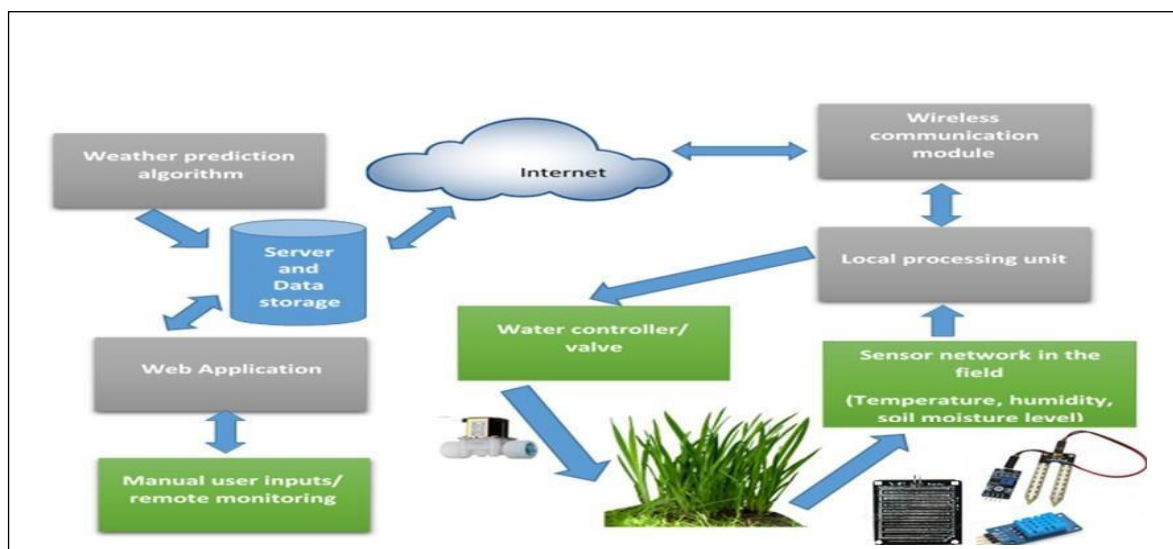 Weather prediction
algorithm
Internet
Wireless
communication
module
Server
and
Data
storage
Local processing unit
Water controller/
valve
Web Application
Sensor network in the
field
(Temperature, humidity,
soil moisture level)
Manual user inputs/
remote monitoring